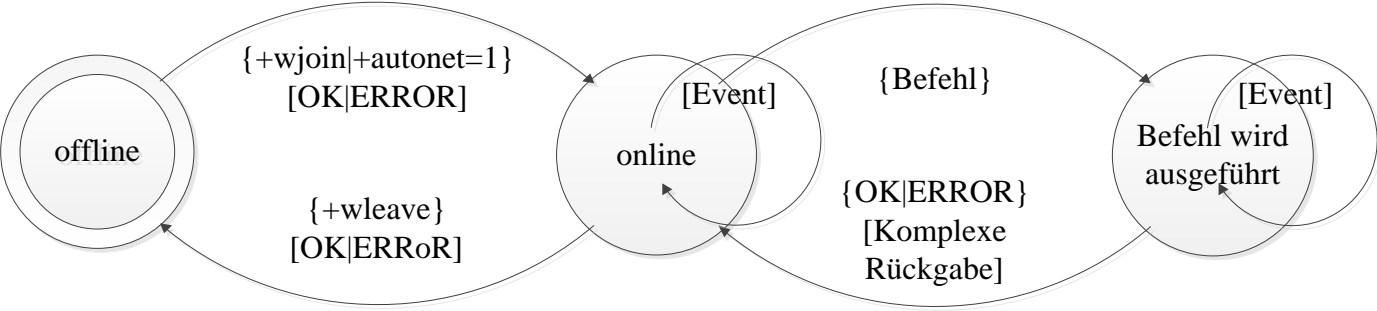 offline
{+wjoin|+autonet=1}
[OK|ERROR]
{+wleave}
[OK|ERRoR]
online
[Event]
{Befehl}
{OK|ERROR}
[Komplexe
Rückgabe]
[Event]
Befehl wird
ausgeführt